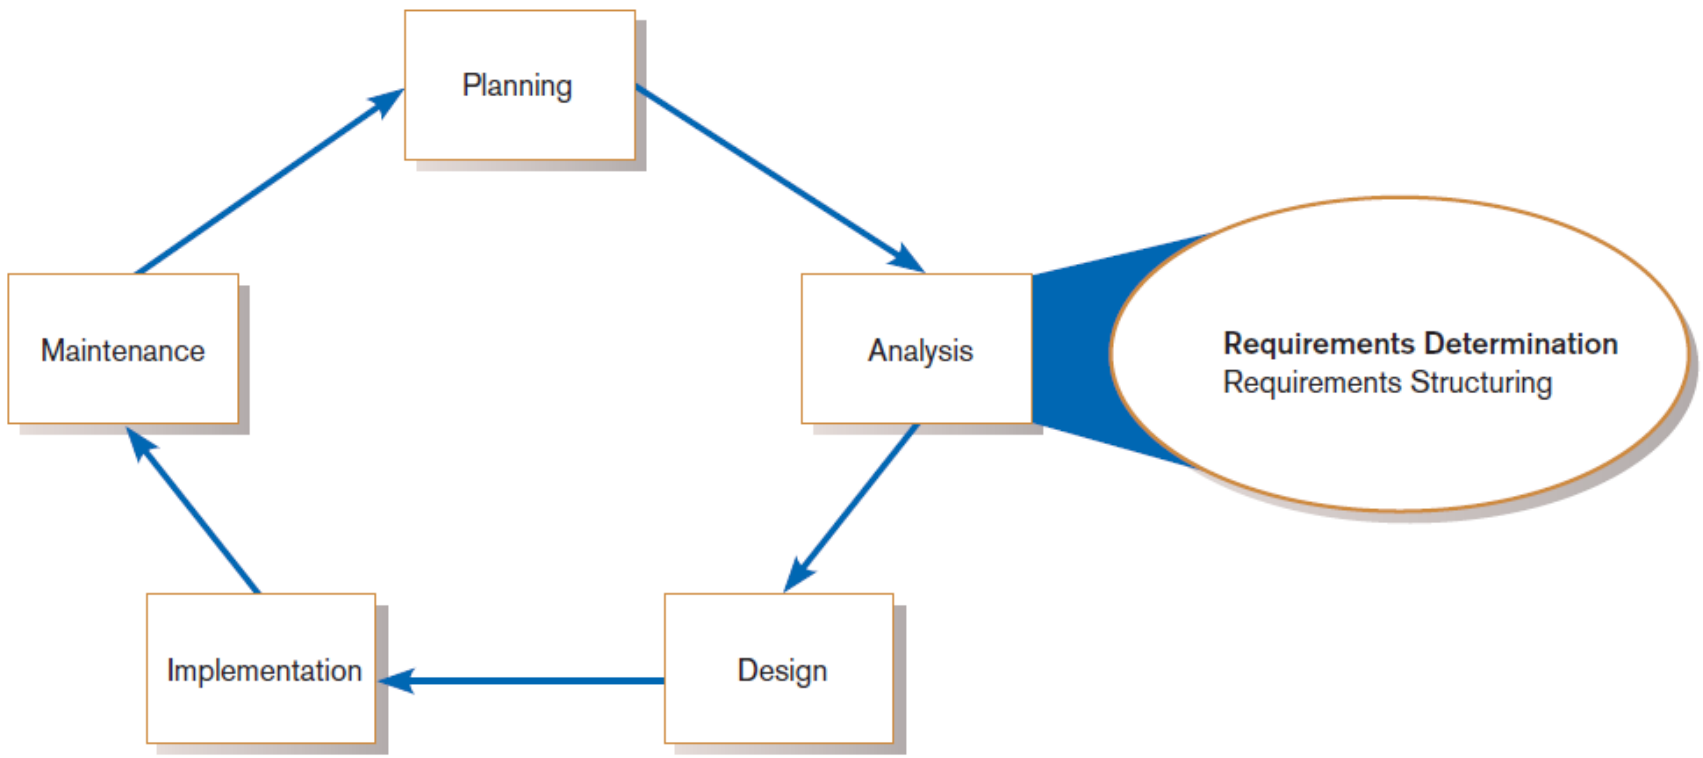 Planning
Maintenance
Analysis
Requirements Determination
Requirements Structuring
Implementation
Design